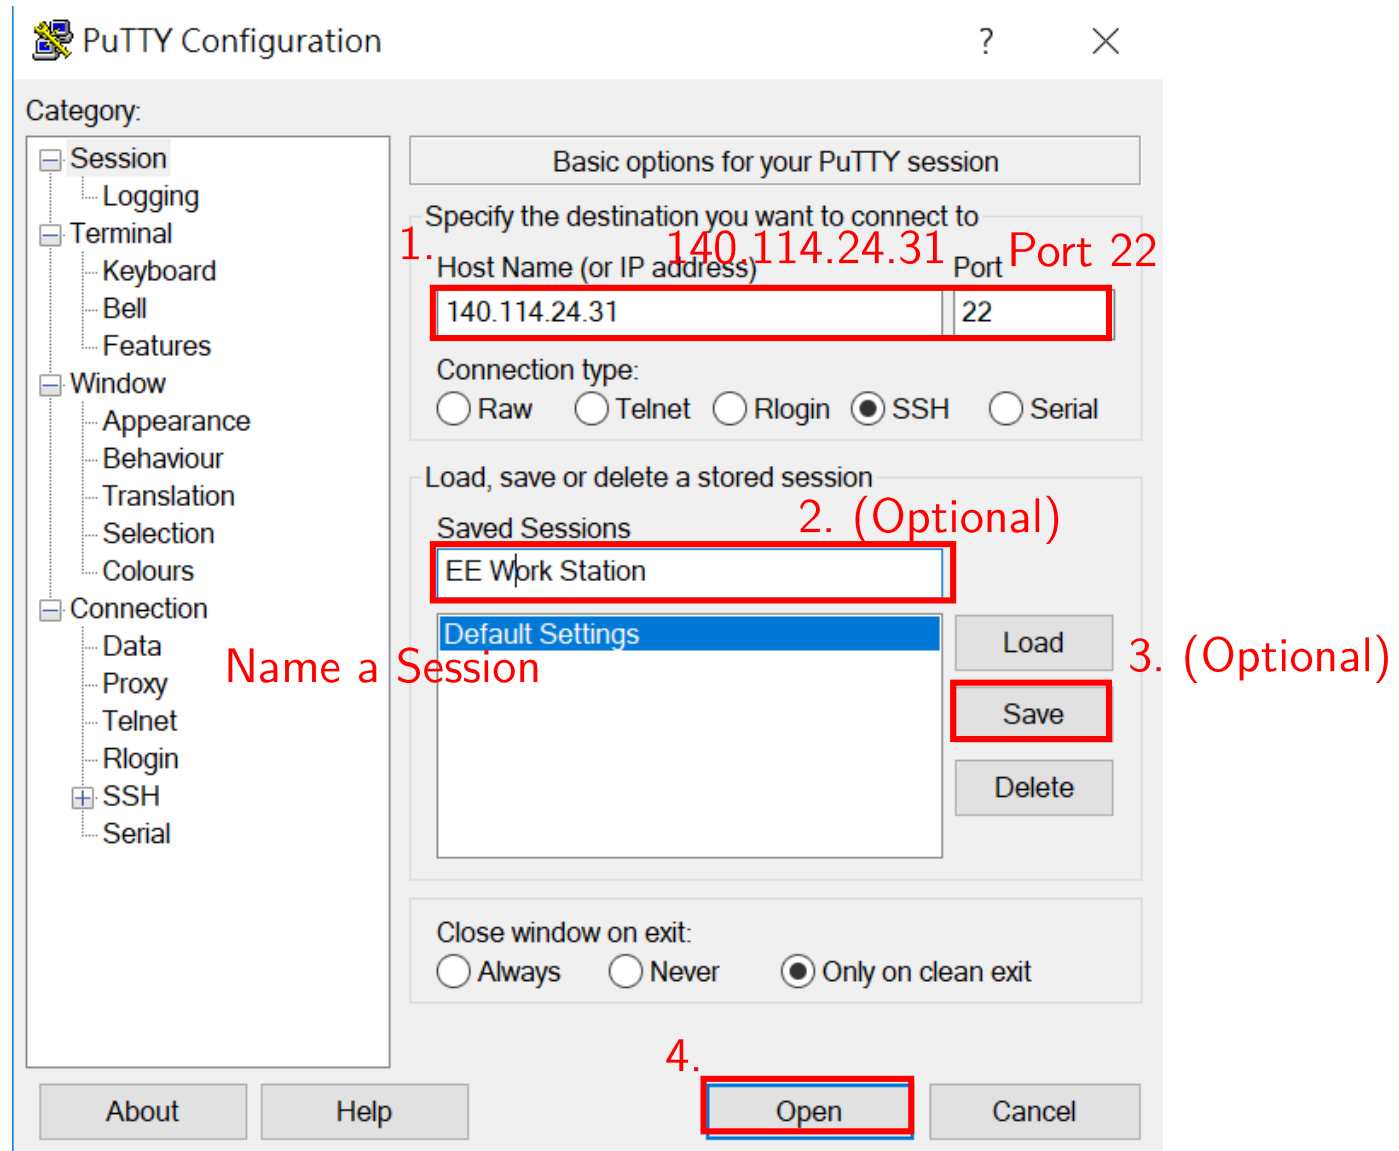 PuTTY Configuration
?
Category:
Session
Logging
Terminal
Keyboard
Bell
Features
Window
Appearance
Behaviour
Translation
Selection
Colours
Connection
Data
Proxy
Telnet
Rlogin
SSH
Serial
Name a Session
Basic options for your PuTTY session
Specify the destination you want to connect to
1. 140.114.24.31 Port 22
Host Name (or IP address) Port
140.114.24.31 22
Connection type:
Raw Telnet Rlogin SSH Serial
Load, save or delete a stored session
2. (Optional)
Saved Sessions
EE Work Station
Default Settings
Load
3. (Optional)
Save
Delete
Close window on exit:
Always Never Only on clean exit
4.
About Help Open Cancel